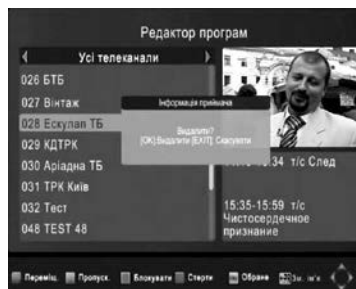 Редактор програм
Усі телеканали
026 БТБ
027 Вінтаж
028 Ескулап ТБ
029 КДТРК
030 Аріадна ТБ
031 ТРК Київ
032 Тест
048 TEST 48
Інформація приймача
Видалити?
[OK]:Видалити [EXIT]: Скасувати
34 т/с След
15:35-15:59 т/с
Чистосердечное
признание
Переміщ. Пропуск. Блокувати Стерти Обране Зм. ім'я